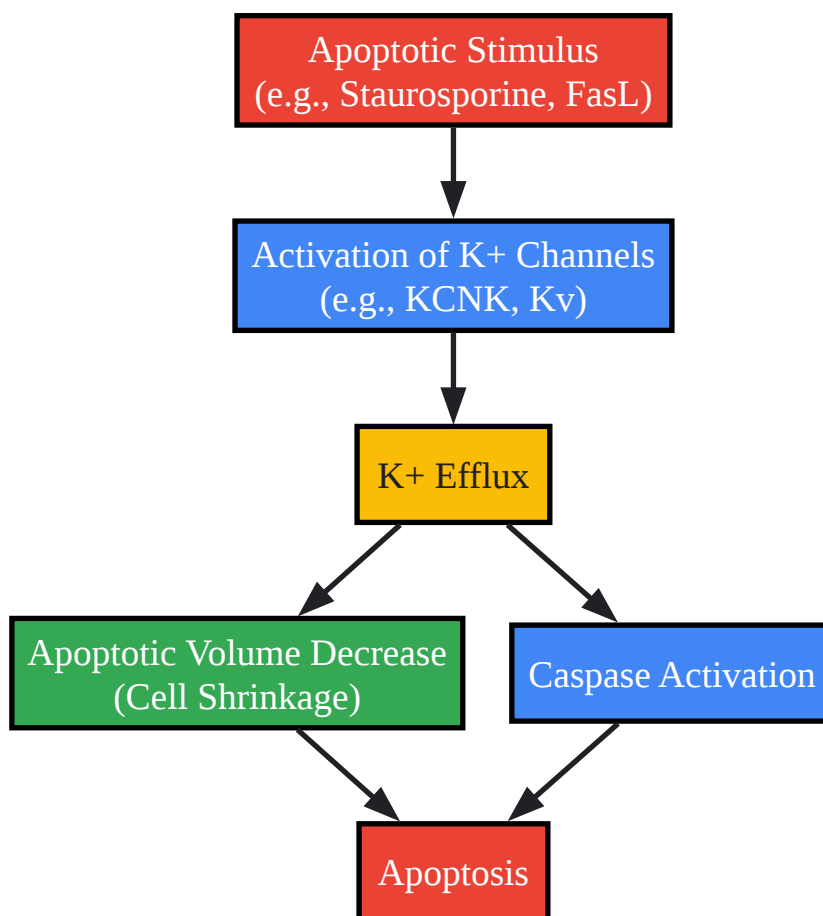 Apoptotic Stimulus
(e.g., Staurosporine, FasL)
Activation of K+ Channels
(e.g., KCNK, Kv)
K+ Efflux
Apoptotic Volume Decrease
(Cell Shrinkage)
Caspase Activation
Apoptosis